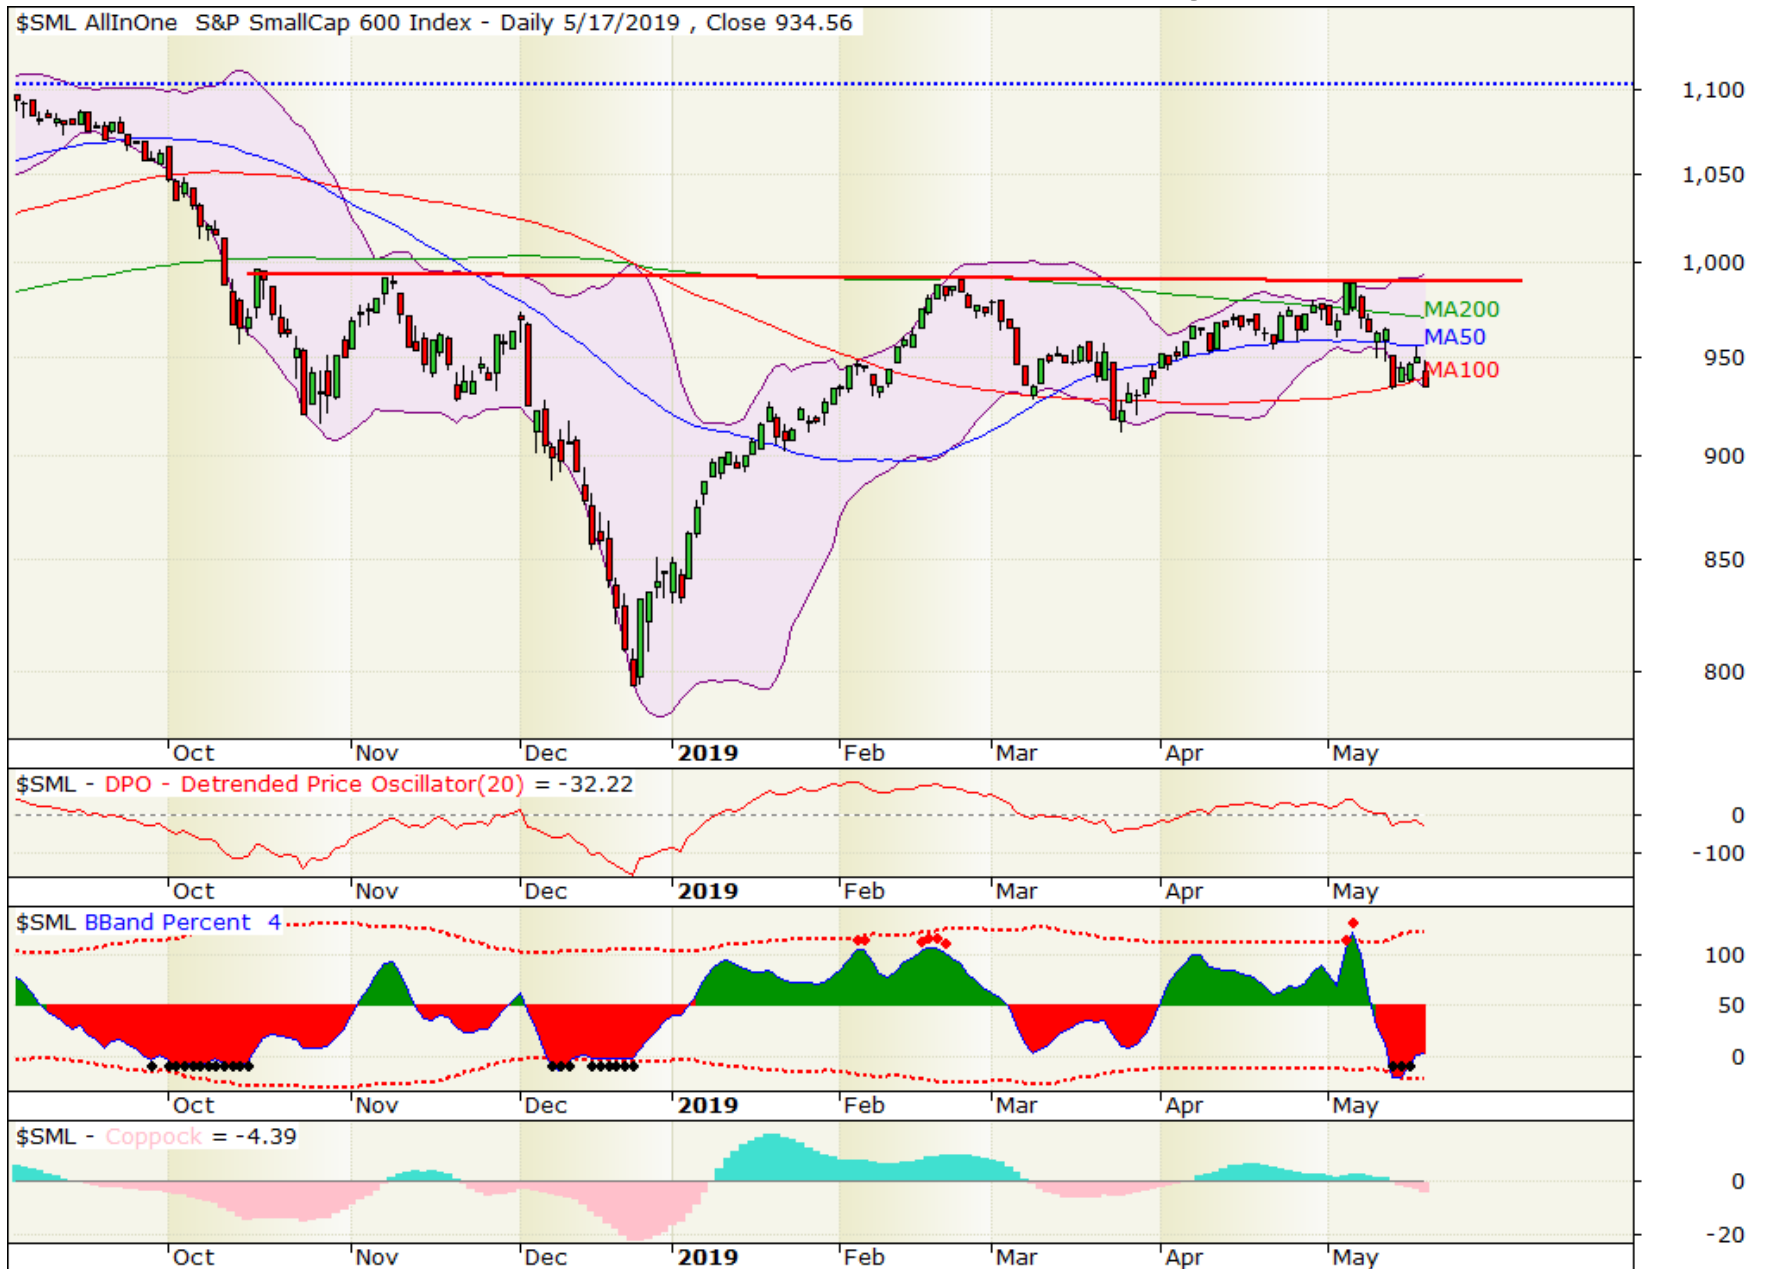 $SML AllInOne  S&P SmallCap 600 Index - Daily 5/17/2019 , Close 934.56
1,100
1,050
1,000
MA200
MA50
950
MA100
900
850
800
Oct Nov Dec 2019 Feb Mar Apr May
$SML - DPO - Detrended Price Oscillator(20) = -32.22
0
-100
Oct Nov Dec 2019 Feb Mar Apr May
$SML BBand Percent  4
100
50
0
Oct Nov Dec 2019 Feb Mar Apr May
$SML - Coppock = -4.39
0
-20
Oct Nov Dec 2019 Feb Mar Apr May